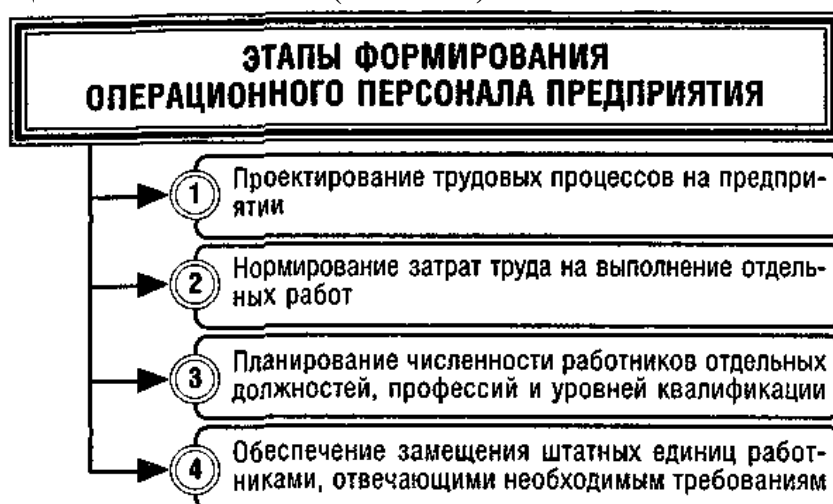 ЭТАПЫ ФОРМИРОВАНИЯ
ОПЕРАЦИОННОГО ПЕРСОНАЛА ПРЕДПРИЯТИЯ
1 Проектирование трудовых процессов на предпри-
ятии
2 Нормирование затрат труда на выполнение отдель-
ных работ
3 Планирование численности работников отдельных
должностей, профессий и уровней квалификации
4 Обеспечение замещения штатных единиц работ-
никами, отвечающими необходимым требованиям